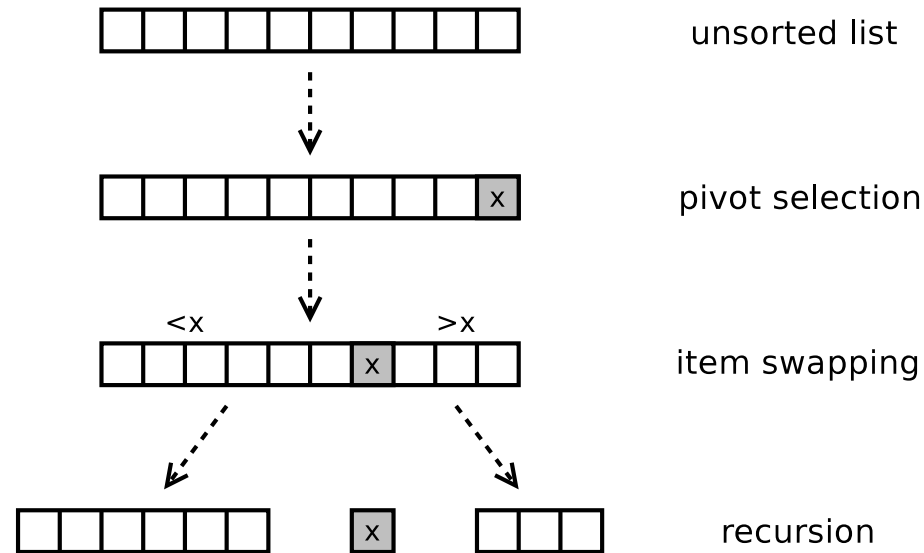 unsorted list
x
pivot selection
<x
>x
x
item swapping
x
recursion